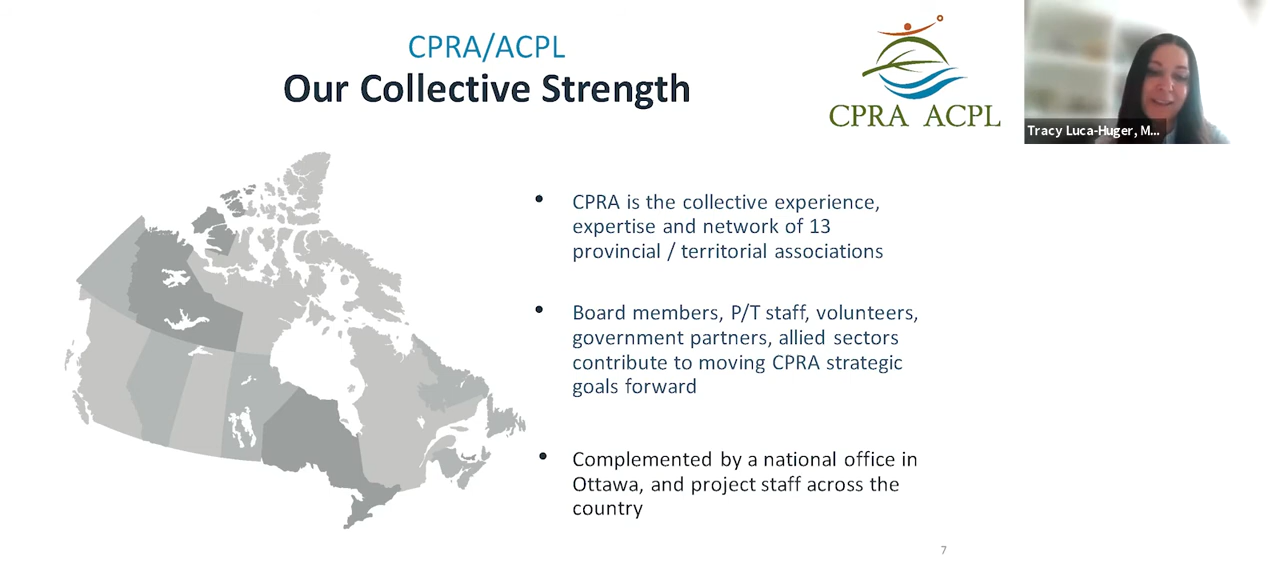 CPRA/ACPL
Our Collective Strength
CPRA ACPL
Tracy Luca-Huger, M...
• CPRA is the collective experience,
expertise and network of 13
provincial / territorial associations
• Board members, P/T staff, volunteers,
government partners, allied sectors
contribute to moving CPRA strategic
goals forward
• Complemented by a national office in
Ottawa, and project staff across the
country
7